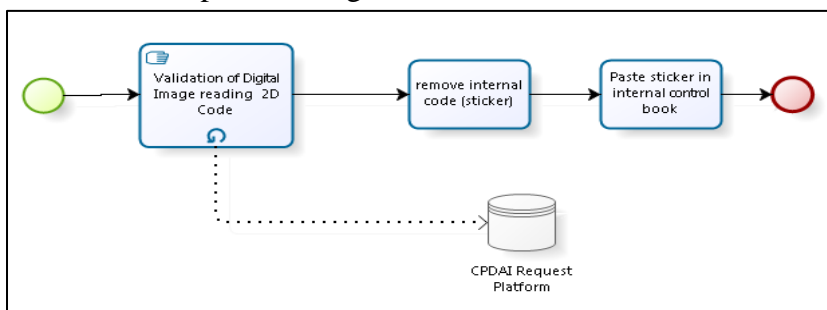 Validation of Digital
Image reading 2D
Code
remove internal
code (sticker)
Paste sticker in
internal control
book
CPDAI Request
Platform